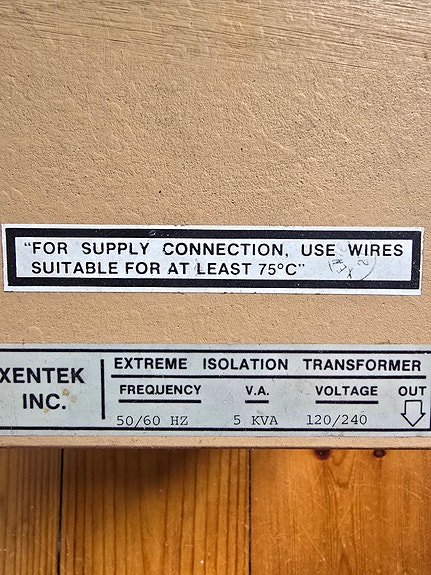 "FOR SUPPLY CONNECTION, USE WIRES
SUITABLE FOR AT LEAST 75°C"
XENTEK
INC.
EXTREME ISOLATION TRANSFORMER
FREQUENCY V.A. VOLTAGE OUT
50/60 HZ 5 KVA 120/240